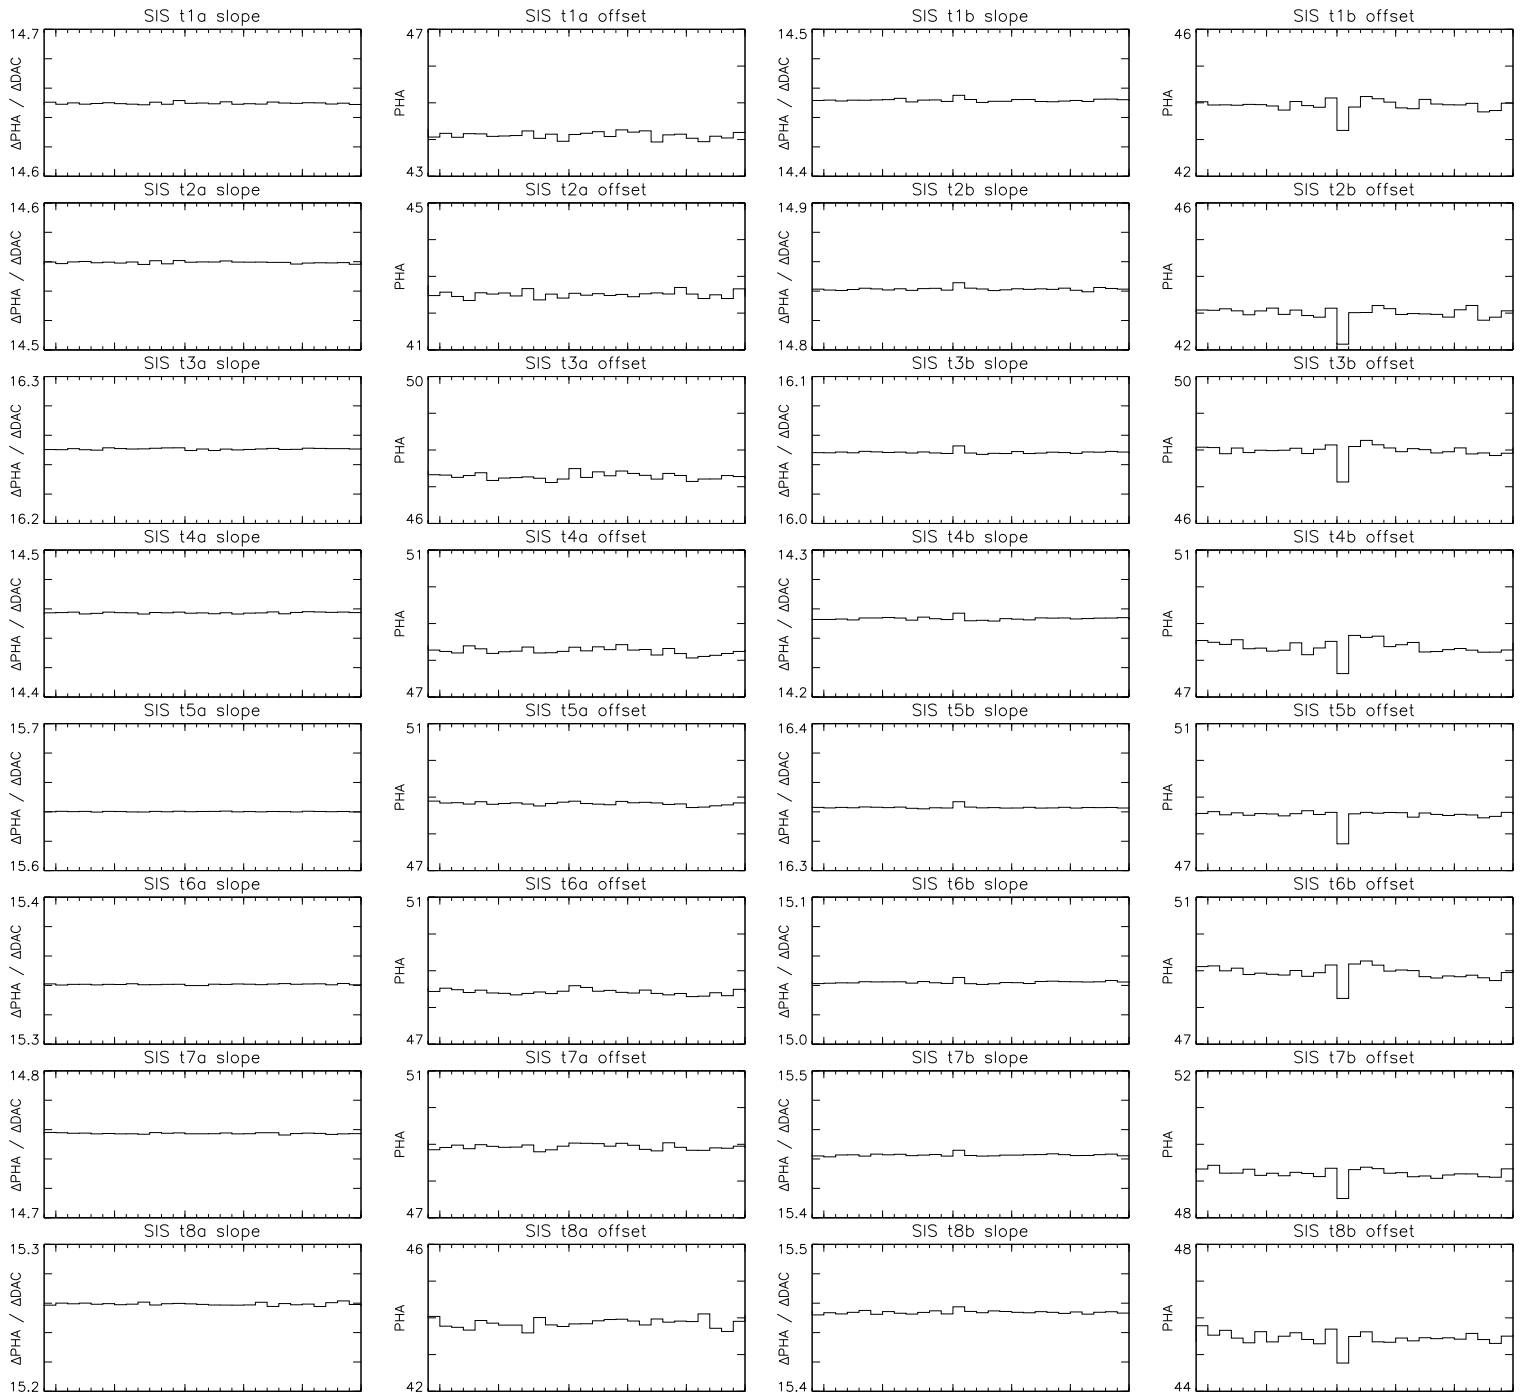 SIS t1a slope SIS t1a offset SIS t1b slope SIS t1b offset
14.7 47 14.5 46
ΔPHA / ΔDAC PHA ΔPHA / ΔDAC PHA
14.6 43 14.4 42
SIS t2a slope SIS t2a offset SIS t2b slope SIS t2b offset
14.6 45 14.9 46
ΔPHA / ΔDAC PHA ΔPHA / ΔDAC PHA
14.5 41 14.8 42
SIS t3a slope SIS t3a offset SIS t3b slope SIS t3b offset
16.3 50 16.1 50
ΔPHA / ΔDAC PHA ΔPHA / ΔDAC PHA
16.2 46 16.0 46
SIS t4a slope SIS t4a offset SIS t4b slope SIS t4b offset
14.5 51 14.3 51
ΔPHA / ΔDAC PHA ΔPHA / ΔDAC PHA
14.4 47 14.2 47
SIS t5a slope SIS t5a offset SIS t5b slope SIS t5b offset
15.7 51 16.4 51
ΔPHA / ΔDAC PHA ΔPHA / ΔDAC PHA
15.6 47 16.3 47
SIS t6a slope SIS t6a offset SIS t6b slope SIS t6b offset
15.4 51 15.1 51
ΔPHA / ΔDAC PHA ΔPHA / ΔDAC PHA
15.3 47 15.0 47
SIS t7a slope SIS t7a offset SIS t7b slope SIS t7b offset
14.8 51 15.5 52
ΔPHA / ΔDAC PHA ΔPHA / ΔDAC PHA
14.7 47 15.4 48
SIS t8a slope SIS t8a offset SIS t8b slope SIS t8b offset
15.3 46 15.5 48
ΔPHA / ΔDAC PHA ΔPHA / ΔDAC PHA
15.2 42 15.4 44